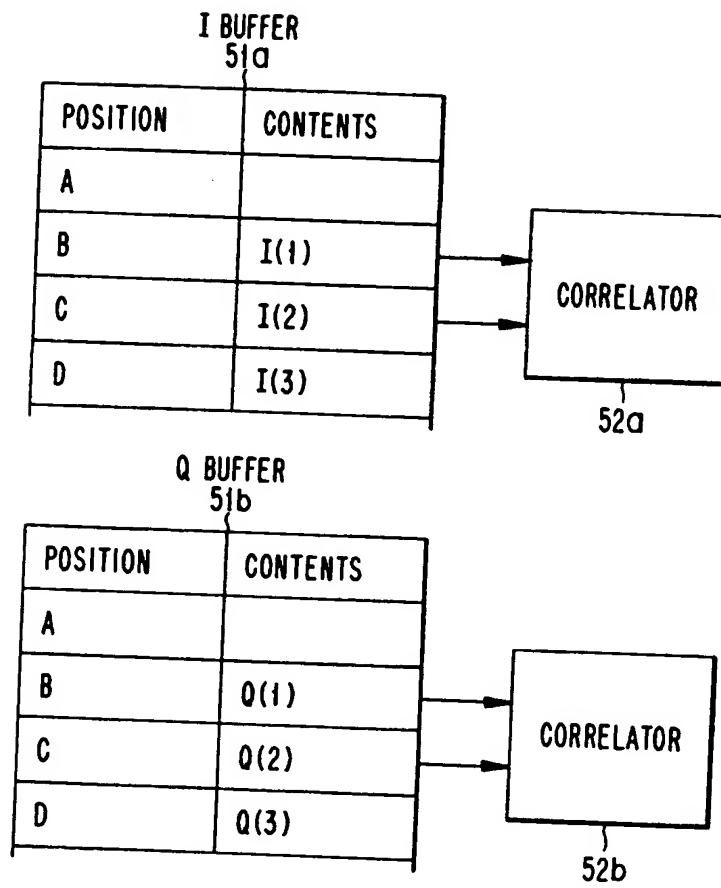 I BUFFER
51a
POSITION CONTENTS
A
B I(1)
C I(2)
D I(3)
CORRELATOR
52a
Q BUFFER
51b
POSITION CONTENTS
A
B Q(1)
C Q(2)
D Q(3)
CORRELATOR
52b